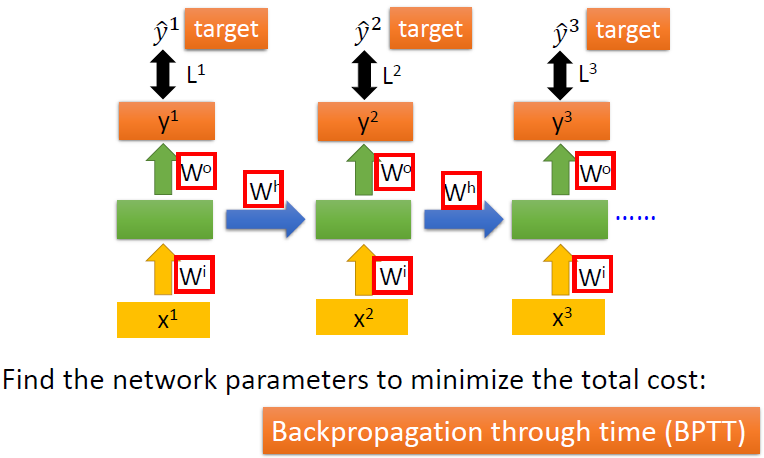 ŷ¹ target ŷ² target ŷ³ target
L¹ L² L³
y¹ y² y³
Wᵒ Wᵒ Wᵒ
Wʰ Wʰ
......
Wⁱ Wⁱ Wⁱ
x¹ x² x³
Find the network parameters to minimize the total cost:
Backpropagation through time (BPTT)